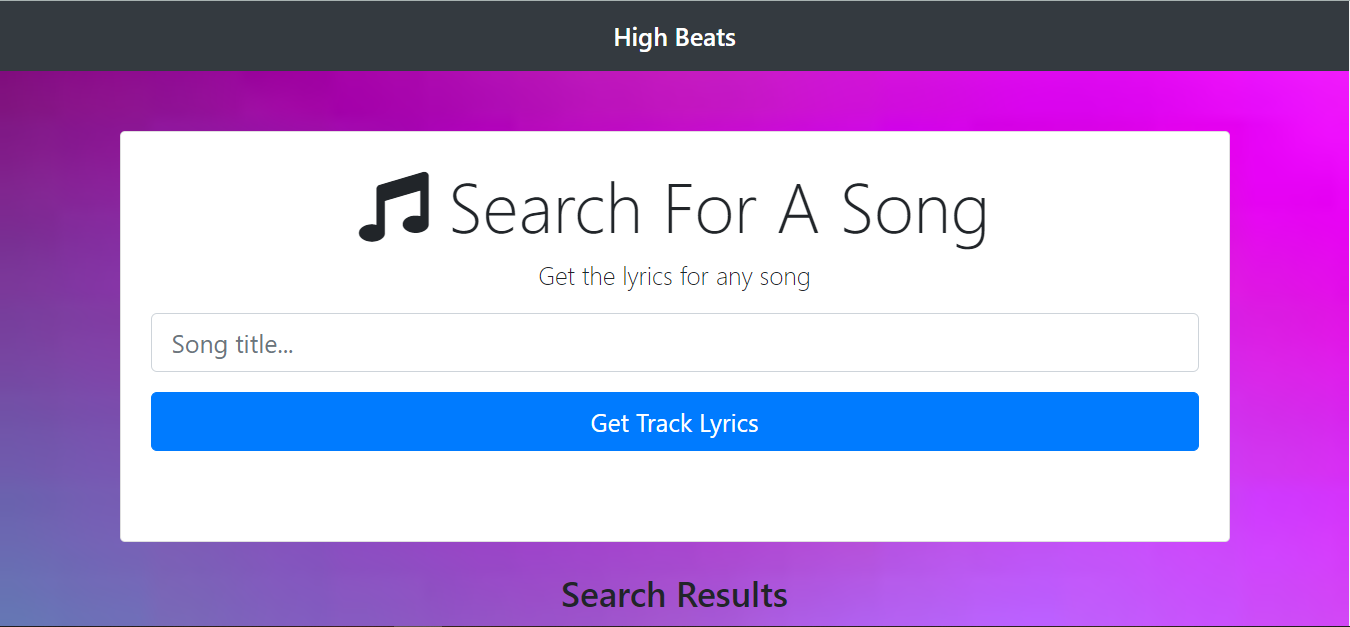 High Beats
Search For A Song
Get the lyrics for any song
Song title...
Get Track Lyrics
Search Results